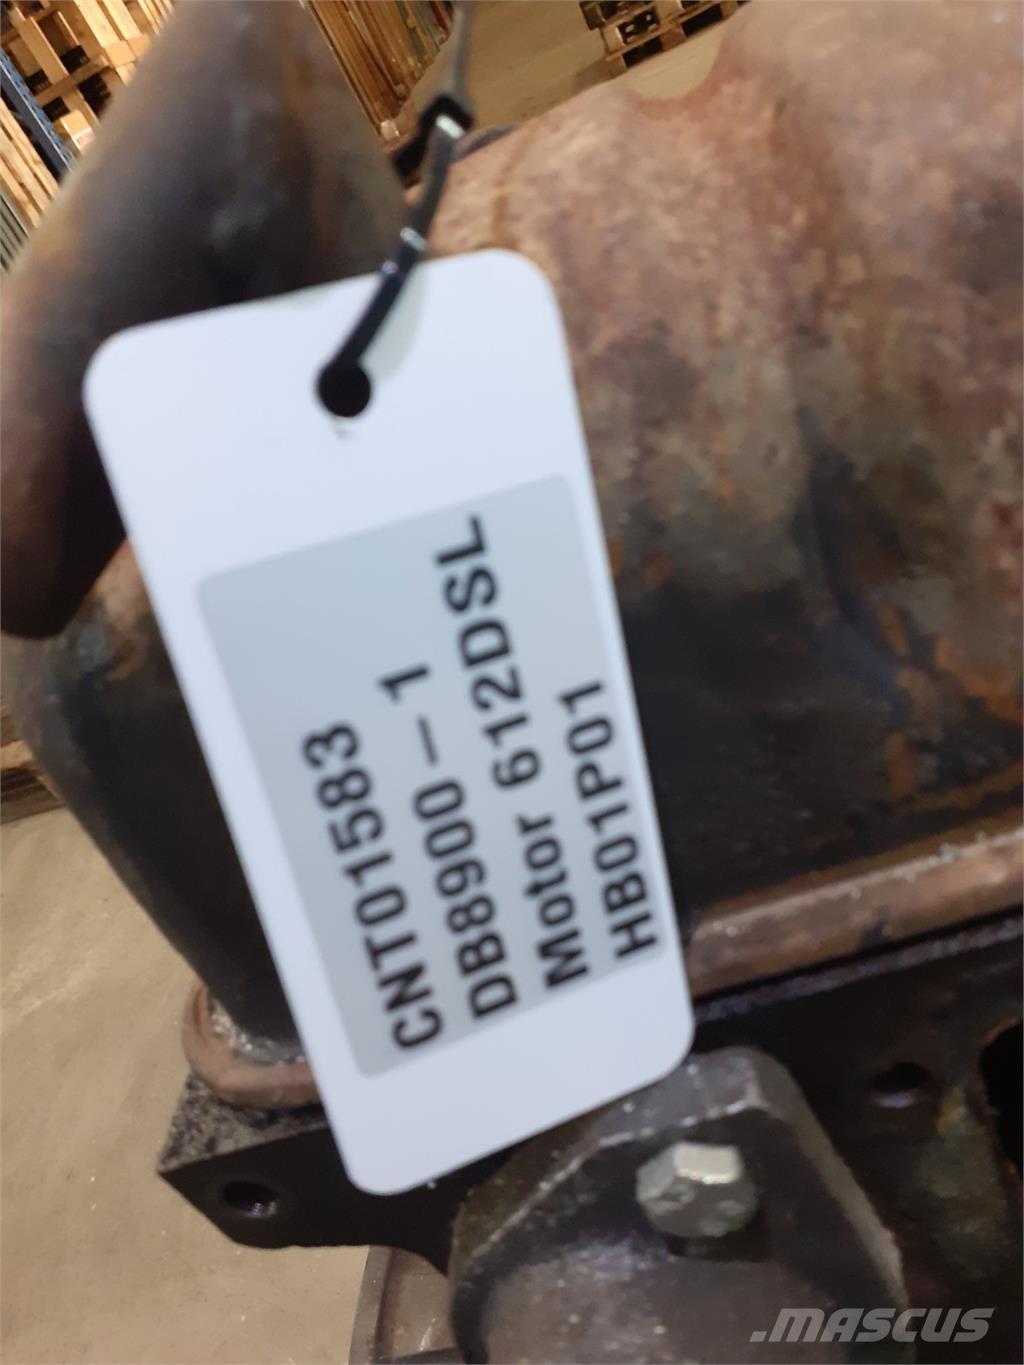 CNT01583
DB8900-1
Motor 612DSL
HB01P01
.MASCUS